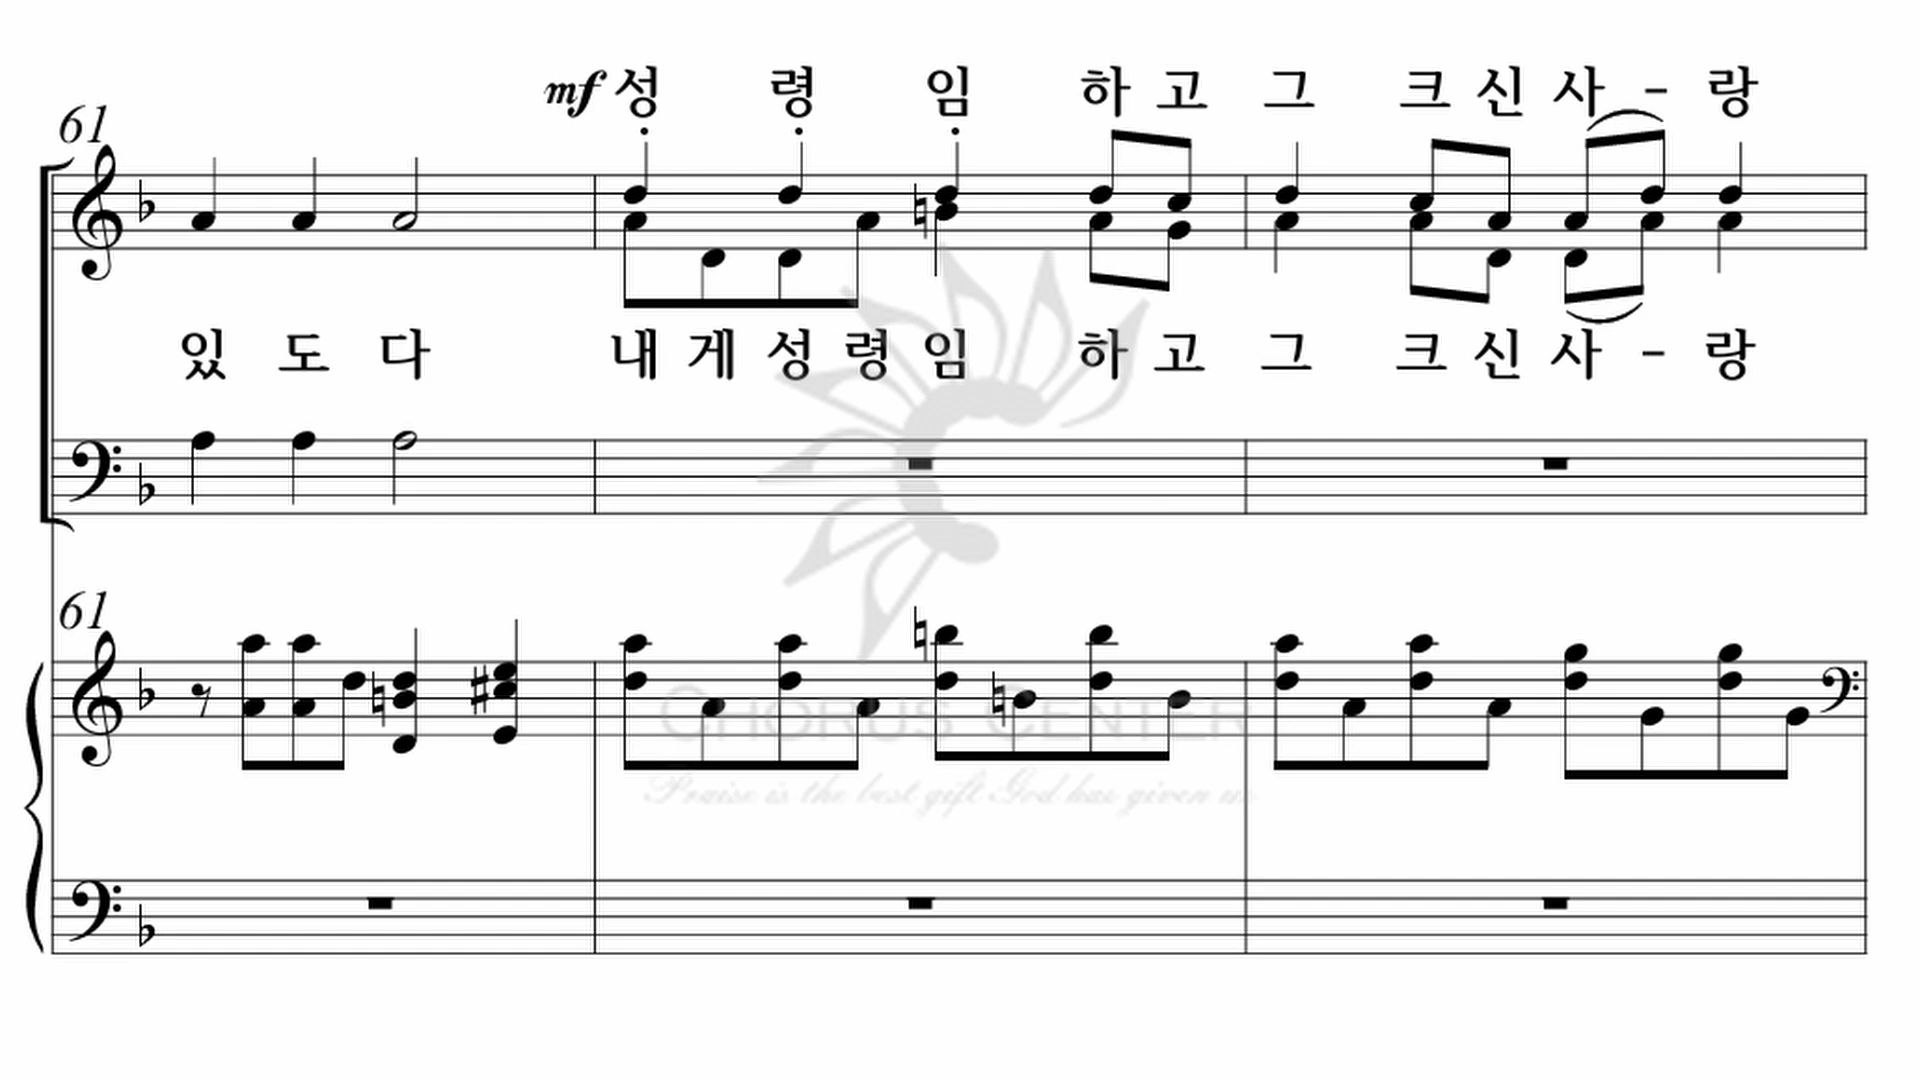 mf 성 령 임 하 고 그 크 신 사 - 랑
61
있 도 다 내 게 성 령 임 하 고 그 크 신 사 - 랑
61
CHORUS CENTER
Praise is the best gift God has given us